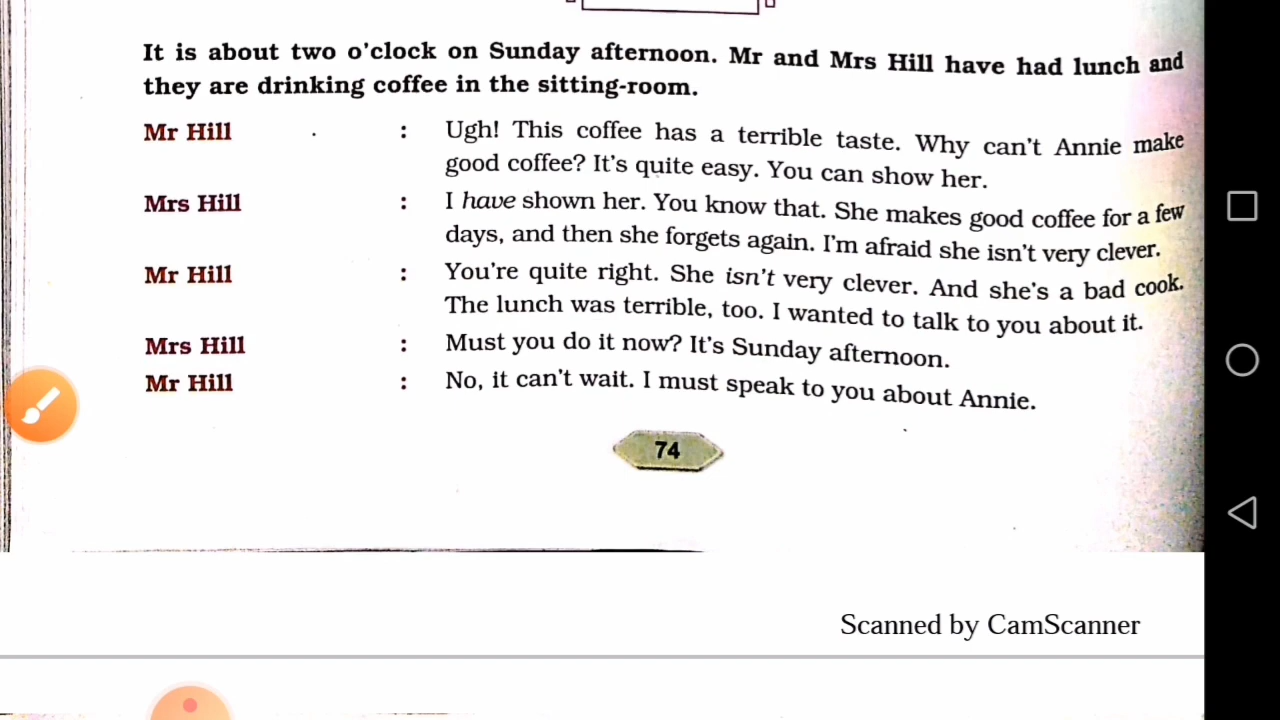 It is about two o'clock on Sunday afternoon. Mr and Mrs Hill have had lunch and
they are drinking coffee in the sitting-room.
Mr Hill : Ugh! This coffee has a terrible taste. Why can't Annie make
good coffee? It's quite easy. You can show her.
Mrs Hill : I have shown her. You know that. She makes good coffee for a few
days, and then she forgets again. I'm afraid she isn't very clever.
Mr Hill : You're quite right. She isn't very clever. And she's a bad cook.
The lunch was terrible, too. I wanted to talk to you about it.
Mrs Hill : Must you do it now? It's Sunday afternoon.
Mr Hill : No, it can't wait. I must speak to you about Annie.
74
Scanned by CamScanner